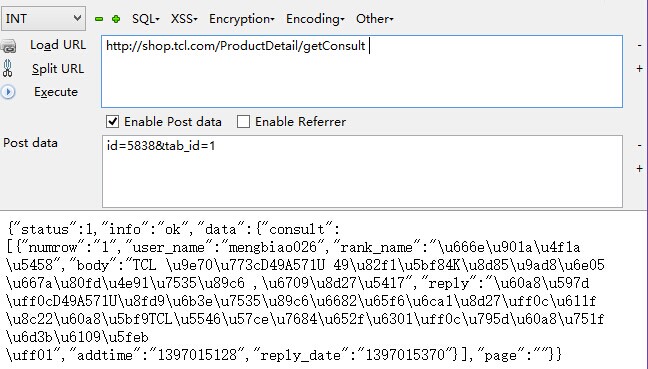 INT
SQL
XSS
Encryption
Encoding
Other
Load URL
http://shop.tcl.com/ProductDetail/getConsult
Split URL
Execute
Enable Post data
Enable Referrer
Post data
id=5838&tab_id=1
{"status":1,"info":"ok","data":{"consult":
[{"numrow":"1","user_name":"mengbiao026","rank_name":"\u666e\u901a\u4f1a
\u5458","body":"TCL \u9e70\u773cD49A571U 49\u82f1\u5bf84K\u8d85\u9ad8\u6e05
\u667a\u80fd\u4e91\u7535\u89c6 ,\u6709\u8d27\u5417","reply":"\u60a8\u597d
\uff0cD49A571U\u8fd9\u6b3e\u7535\u89c6\u6682\u65f6\u6ca1\u8d27\uff0c\u611f
\u8c22\u60a8\u5bf9TCL\u5546\u57ce\u7684\u652f\u6301\uff0c\u795d\u60a8\u751f
\u6d3b\u6109\u5feb
\uff01","addtime":"1397015128","reply_date":"1397015370"}],"page":""}}